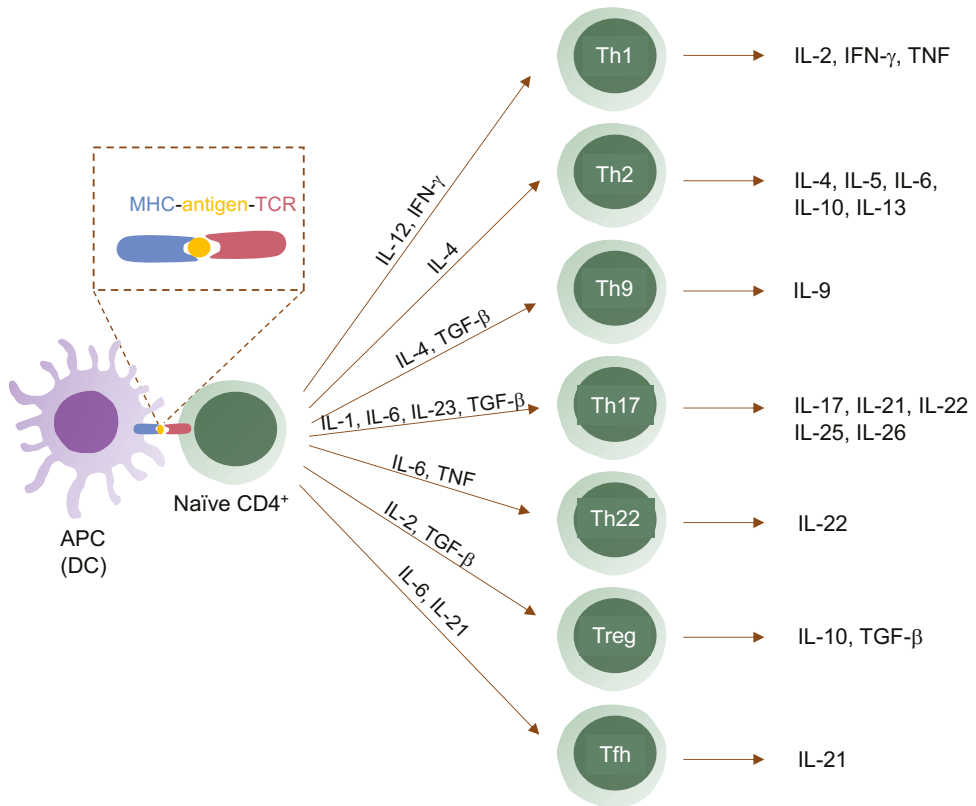 MHC-antigen-TCR
APC
(DC)
Naïve CD4⁺
IL-12, IFN-γ
IL-4
IL-4, TGF-β
IL-1, IL-6, IL-23, TGF-β
IL-6, TNF
IL-2, TGF-β
IL-6, IL-21
Th1
IL-2, IFN-γ, TNF
Th2
IL-4, IL-5, IL-6,
IL-10, IL-13
Th9
IL-9
Th17
IL-17, IL-21, IL-22
IL-25, IL-26
Th22
IL-22
Treg
IL-10, TGF-β
Tfh
IL-21